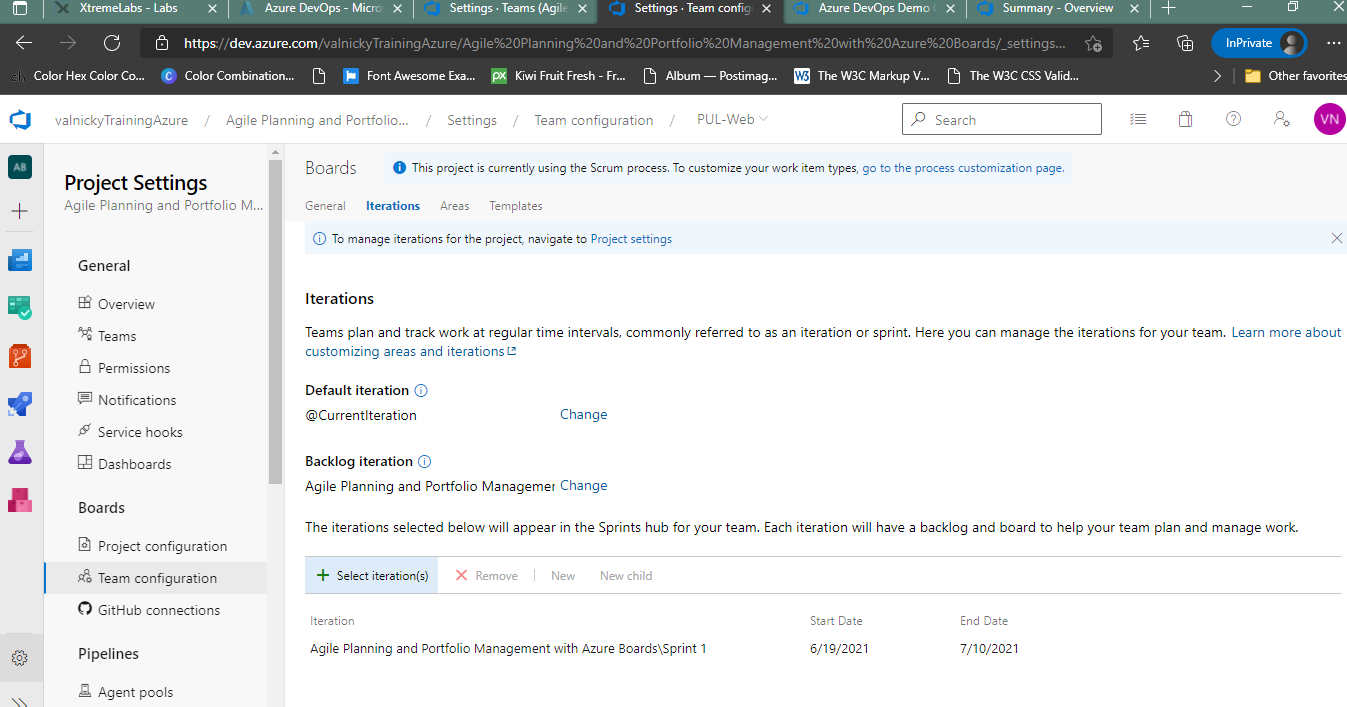 XtremeLabs - Labs
Azure DevOps - Micros
Settings · Teams (Agile
Settings · Team config
Azure DevOps Demo
Summary - Overview
https://dev.azure.com/valnickyTrainingAzure/Agile%20Planning%20and%20Portfolio%20Management%20with%20Azure%20Boards/_settings...
InPrivate
Color Hex Color Co...
Color Combination...
Font Awesome Exa...
Kiwi Fruit Fresh - Fr...
Album — Postimag...
The W3C Markup V...
The W3C CSS Valid...
Other favorites
valnickyTrainingAzure / Agile Planning and Portfolio... / Settings / Team configuration / PUL-Web
Search
VN
AB
Project Settings
Agile Planning and Portfolio M...
General
Overview
Teams
Permissions
Notifications
Service hooks
Dashboards
Boards
Project configuration
Team configuration
GitHub connections
Pipelines
Agent pools
Boards
This project is currently using the Scrum process. To customize your work item types, go to the process customization page.
General Iterations Areas Templates
To manage iterations for the project, navigate to Project settings
Iterations
Teams plan and track work at regular time intervals, commonly referred to as an iteration or sprint. Here you can manage the iterations for your team. Learn more about
customizing areas and iterations
Default iteration
@CurrentIteration Change
Backlog iteration
Agile Planning and Portfolio Managemer Change
The iterations selected below will appear in the Sprints hub for your team. Each iteration will have a backlog and board to help your team plan and manage work.
Select iteration(s) Remove New New child
Iteration Start Date End Date
Agile Planning and Portfolio Management with Azure Boards\Sprint 1 6/19/2021 7/10/2021